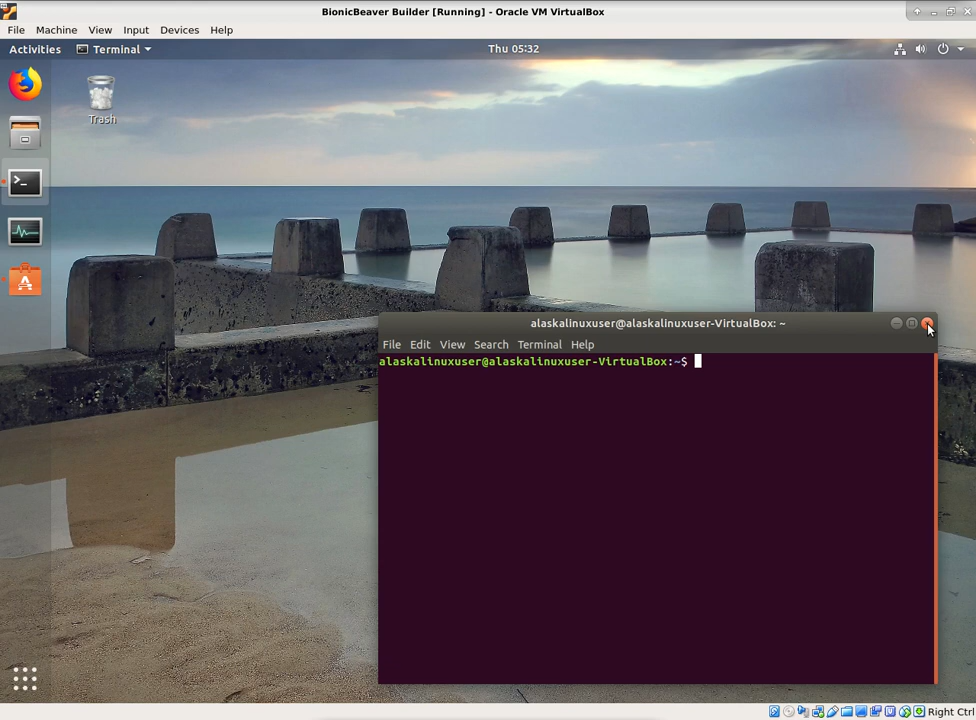 BionicBeaver Builder [Running] - Oracle VM VirtualBox
File Machine View Input Devices Help
Activities Terminal Thu 05:32
Trash
alaskalinuxuser@alaskalinuxuser-VirtualBox: ~
File Edit View Search Terminal Help
alaskalinuxuser@alaskalinuxuser-VirtualBox:~$
Right Ctrl